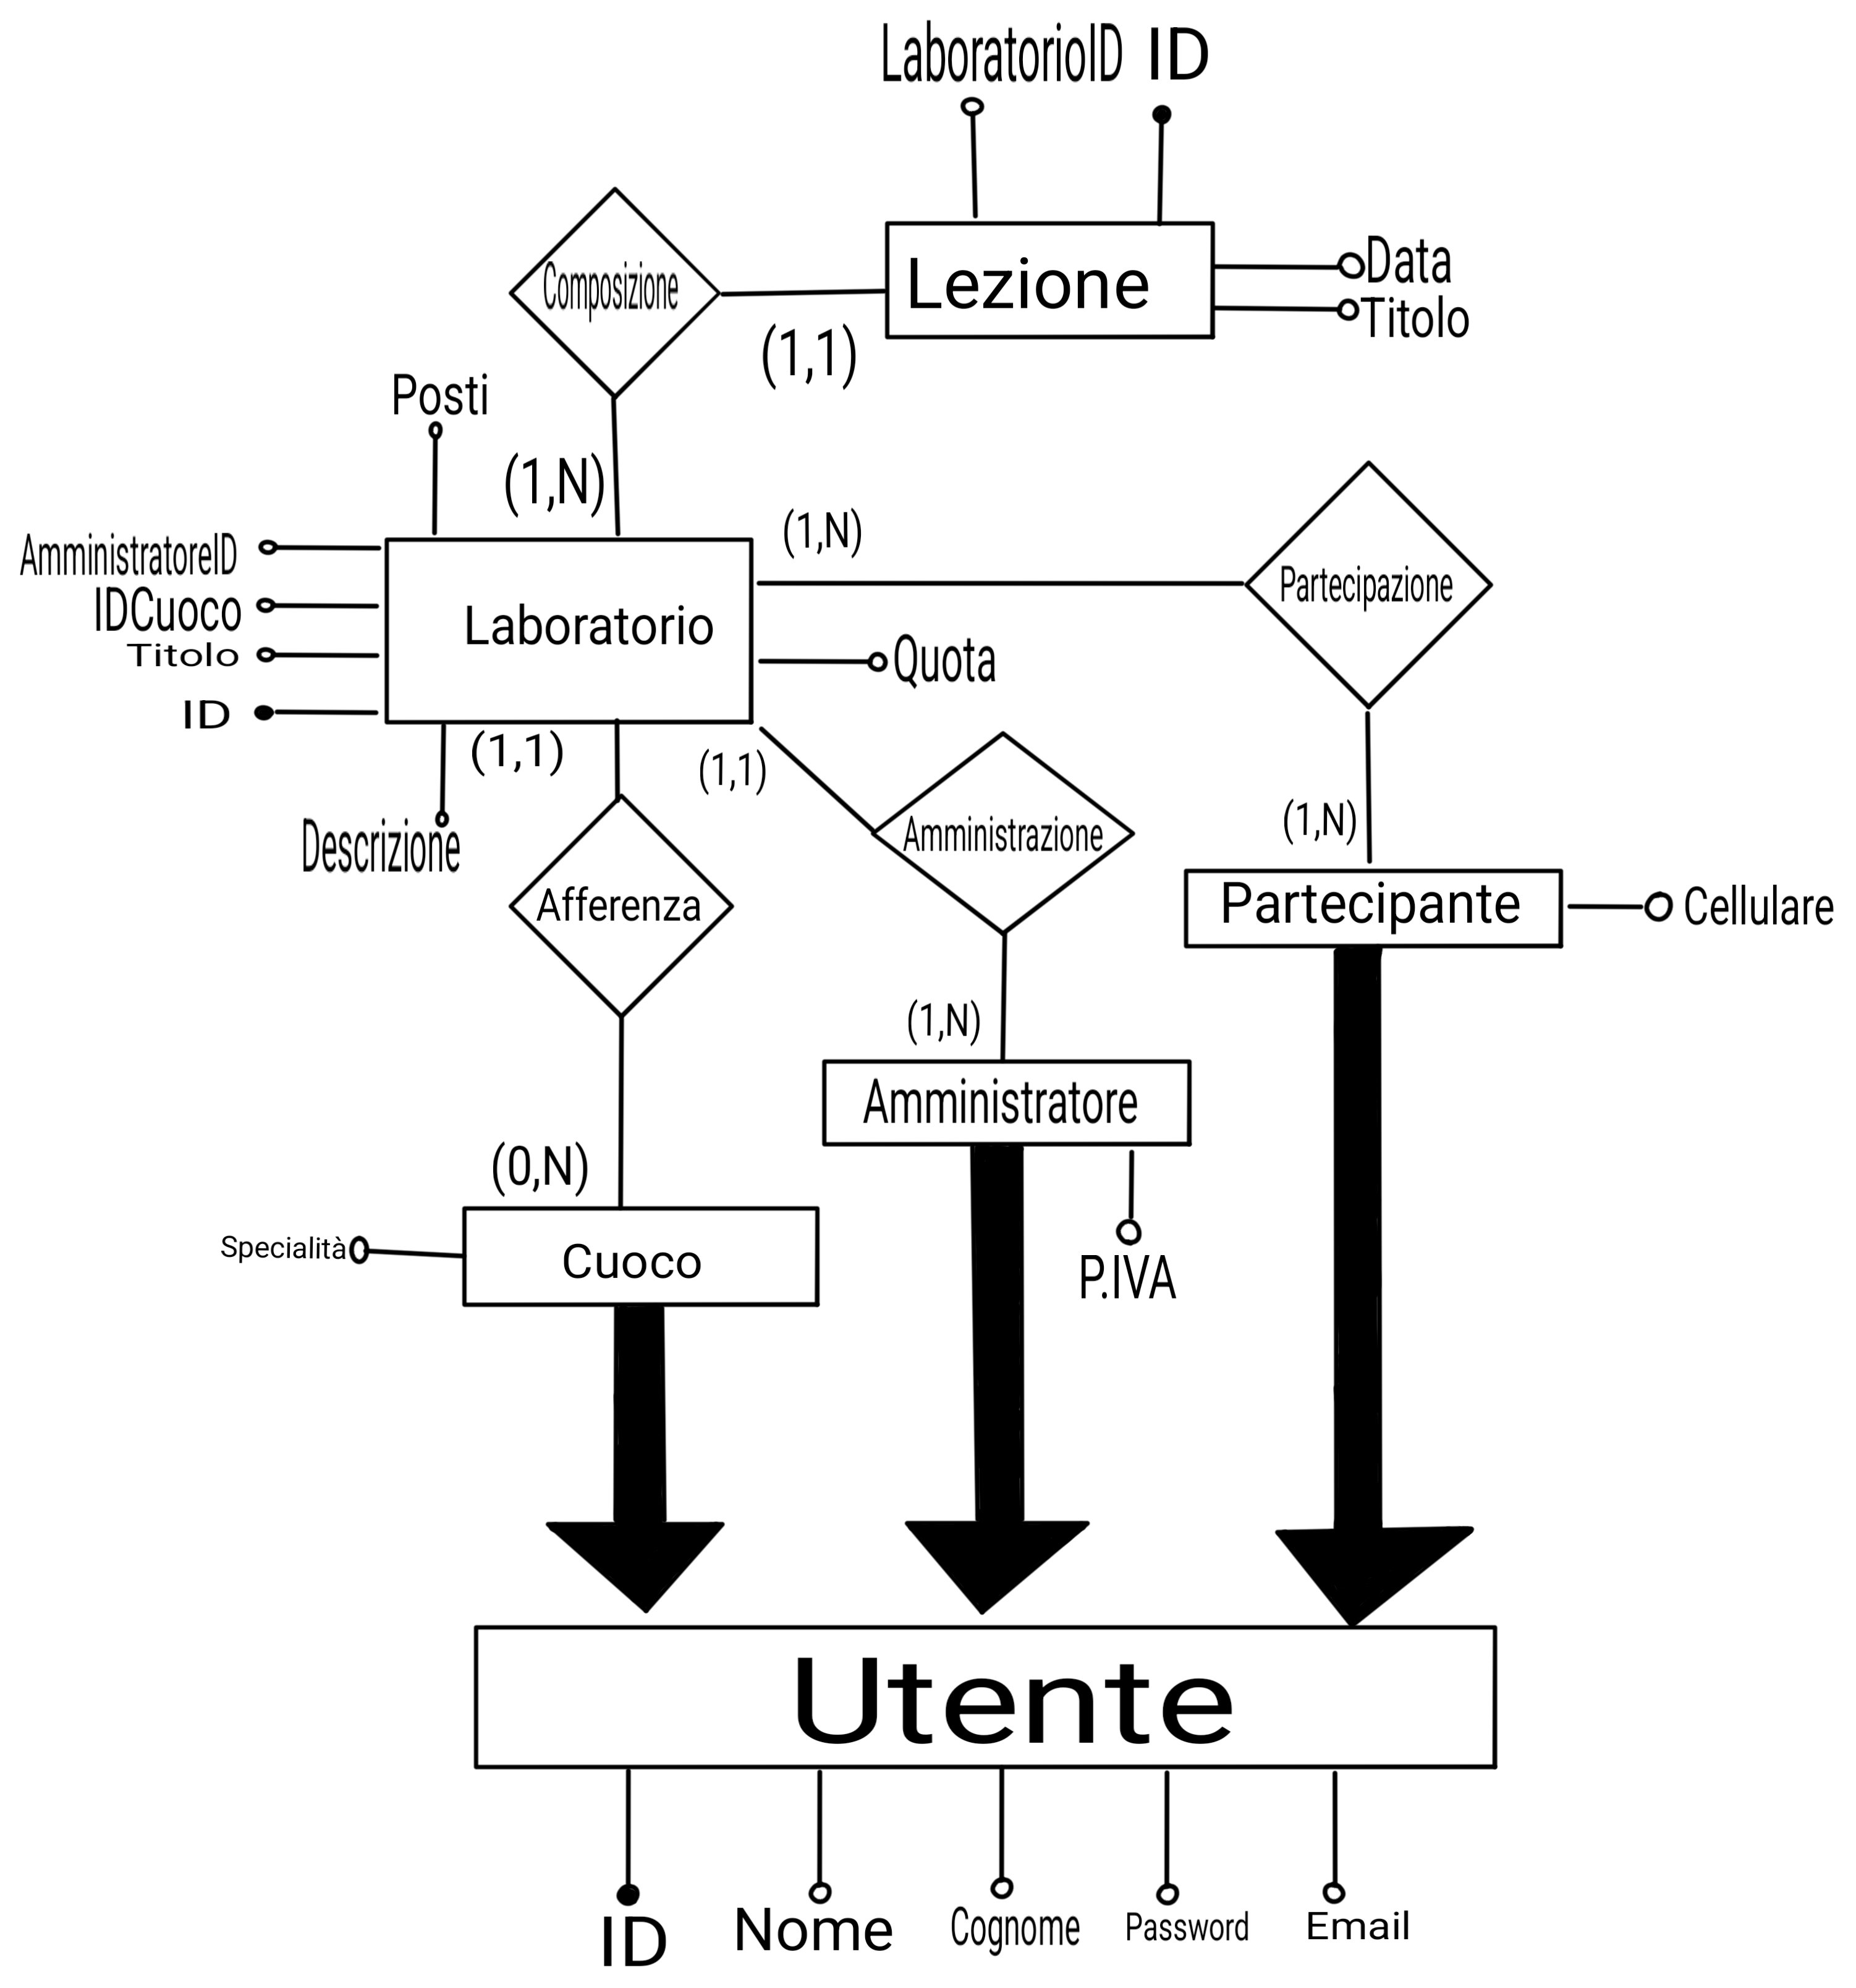 LaboratorioID ID
Composizione
Lezione
Data
Titolo
(1,1)
Posti
(1,N)
AmministratoreID
IDCuoco
Titolo
ID
Laboratorio
(1,N)
Partecipazione
Quota
(1,1)
(1,1)
Descrizione
Afferenza
Amministrazione
(1,N)
Partecipante
Cellulare
(1,N)
Amministratore
(0,N)
Specialità
Cuoco
P.IVA
Utente
ID Nome Cognome Password Email